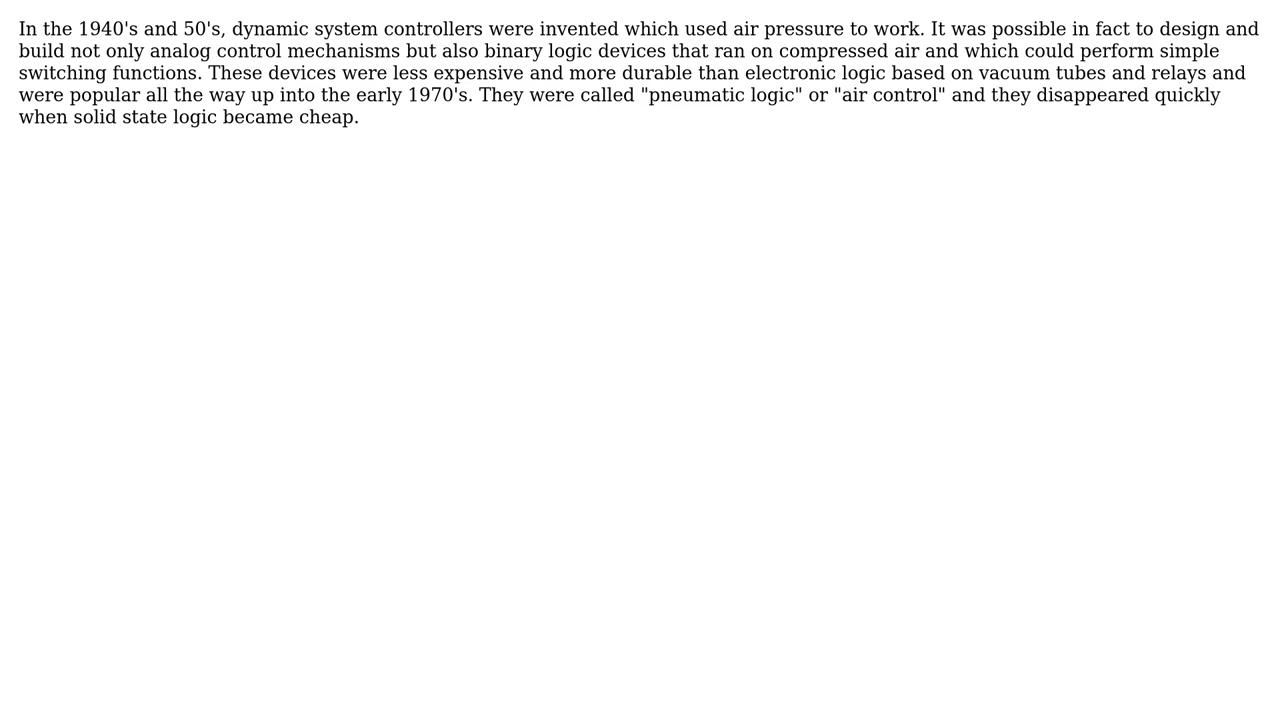 In the 1940's and 50's, dynamic system controllers were invented which used air pressure to work. It was possible in fact to design and
build not only analog control mechanisms but also binary logic devices that ran on compressed air and which could perform simple
switching functions. These devices were less expensive and more durable than electronic logic based on vacuum tubes and relays and
were popular all the way up into the early 1970's. They were called "pneumatic logic" or "air control" and they disappeared quickly
when solid state logic became cheap.